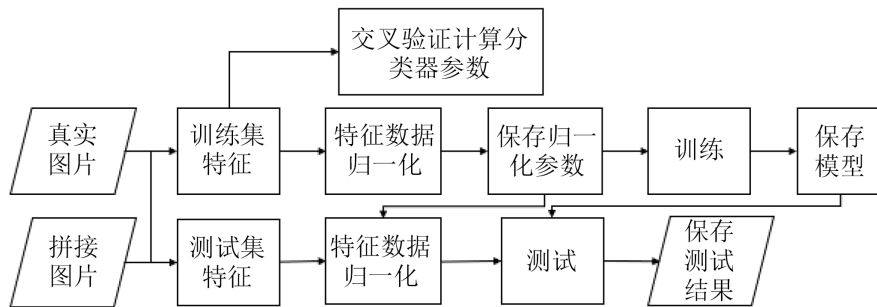 交叉验证计算分
类器参数
真实
图片
训练集
特征
特征数据
归一化
保存归一
化参数
训练
保存
模型
拼接
图片
测试集
特征
特征数据
归一化
测试
保存
测试
结果